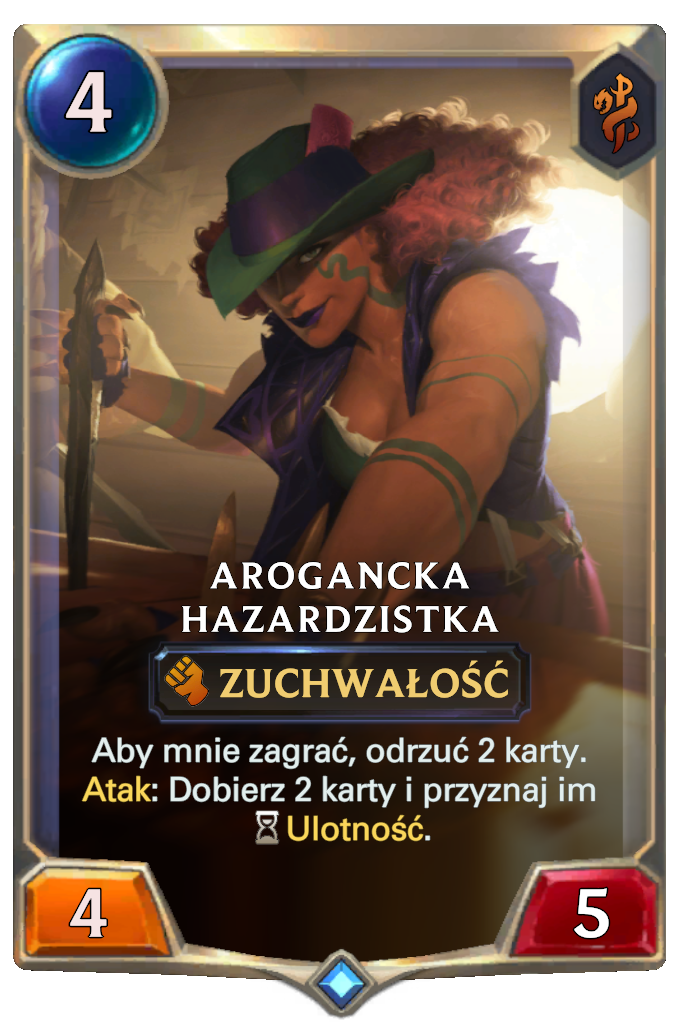 4
AROGANCKA
HAZARDZISTKA
ZUCHWAŁOŚĆ
Aby mnie zagrać, odrzuć 2 karty.
Atak: Dobierz 2 karty i przyznaj im
Ulotność.
4 5